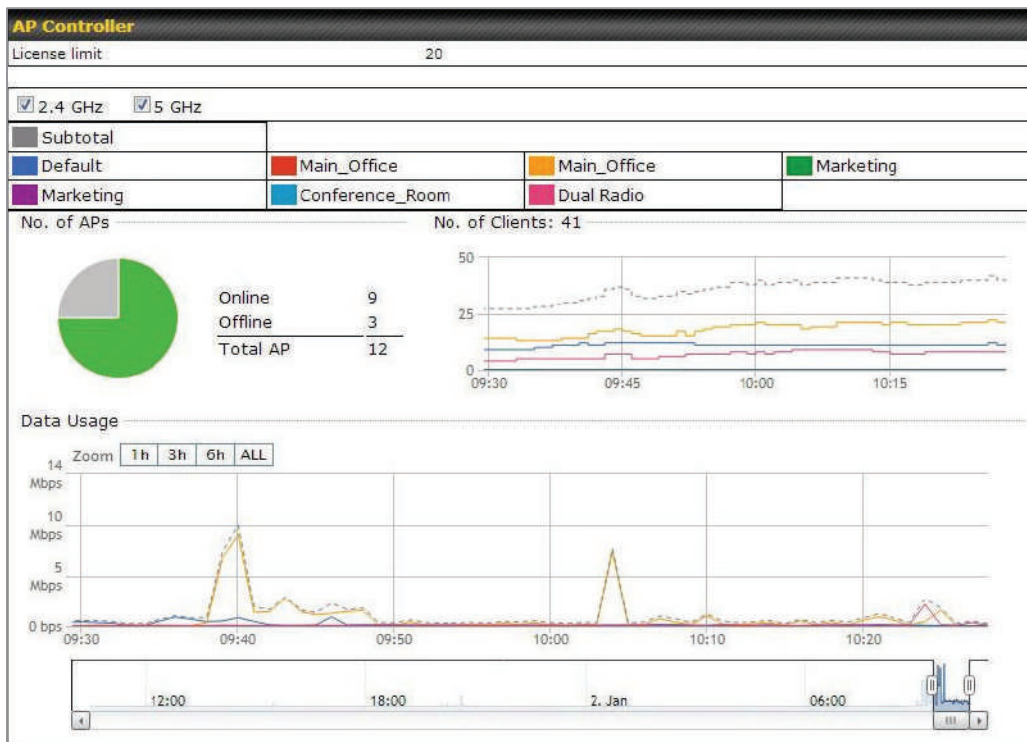 AP Controller
License limit 20
2.4 GHz 5 GHz
Subtotal
Default Main_Office Main_Office Marketing
Marketing Conference_Room Dual Radio
No. of APs No. of Clients: 41
Online 9
Offline 3
Total AP 12
50
25
0
09:30 09:45 10:00 10:15
Data Usage
Zoom 1h 3h 6h ALL
14 Mbps
10 Mbps
5 Mbps
0 bps
09:30 09:40 09:50 10:00 10:10 10:20
12:00 18:00 2. Jan 06:00